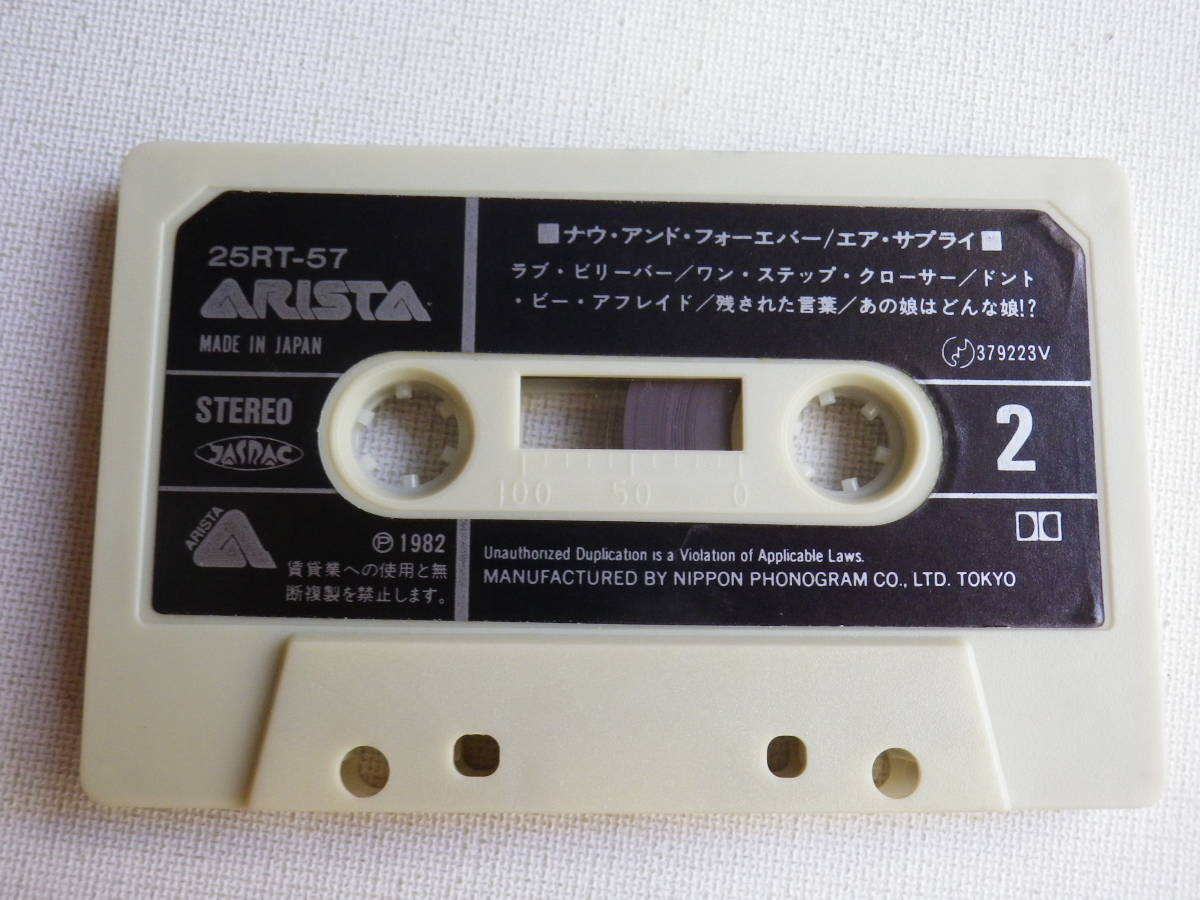 25RT-57
ARISTA
MADE IN JAPAN
■ナウ・アンド・フォーエバー/エア・サプライ■
ラブ・ビリーバー/ワン・ステップ・クローサー/ドント
・ビー・アフレイド/残された言葉/あの娘はどんな娘!?
379223V
STEREO
JASRAC
2
100 50 0
ARISTA
Ⓟ1982
賃貸業への使用と無
断複製を禁止します。
Unauthorized Duplication is a Violation of Applicable Laws.
MANUFACTURED BY NIPPON PHONOGRAM CO., LTD. TOKYO